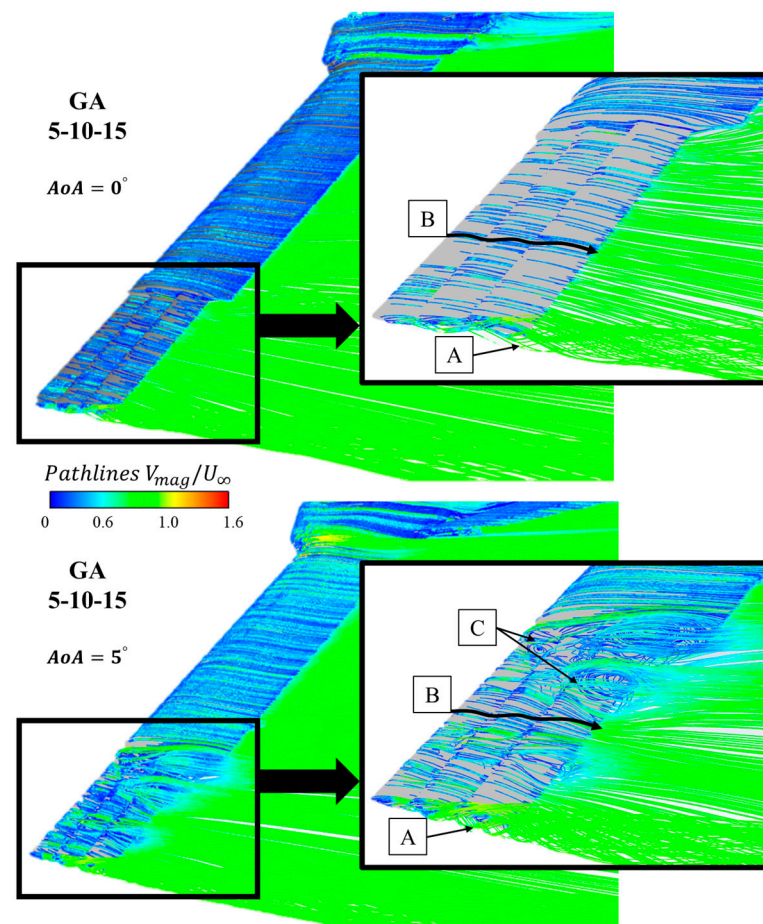 GA
5-10-15
AoA = 0°
B
A
Pathlines V_mag/U_∞
0 0.6 1.0 1.6
GA
5-10-15
AoA = 5°
C
B
A